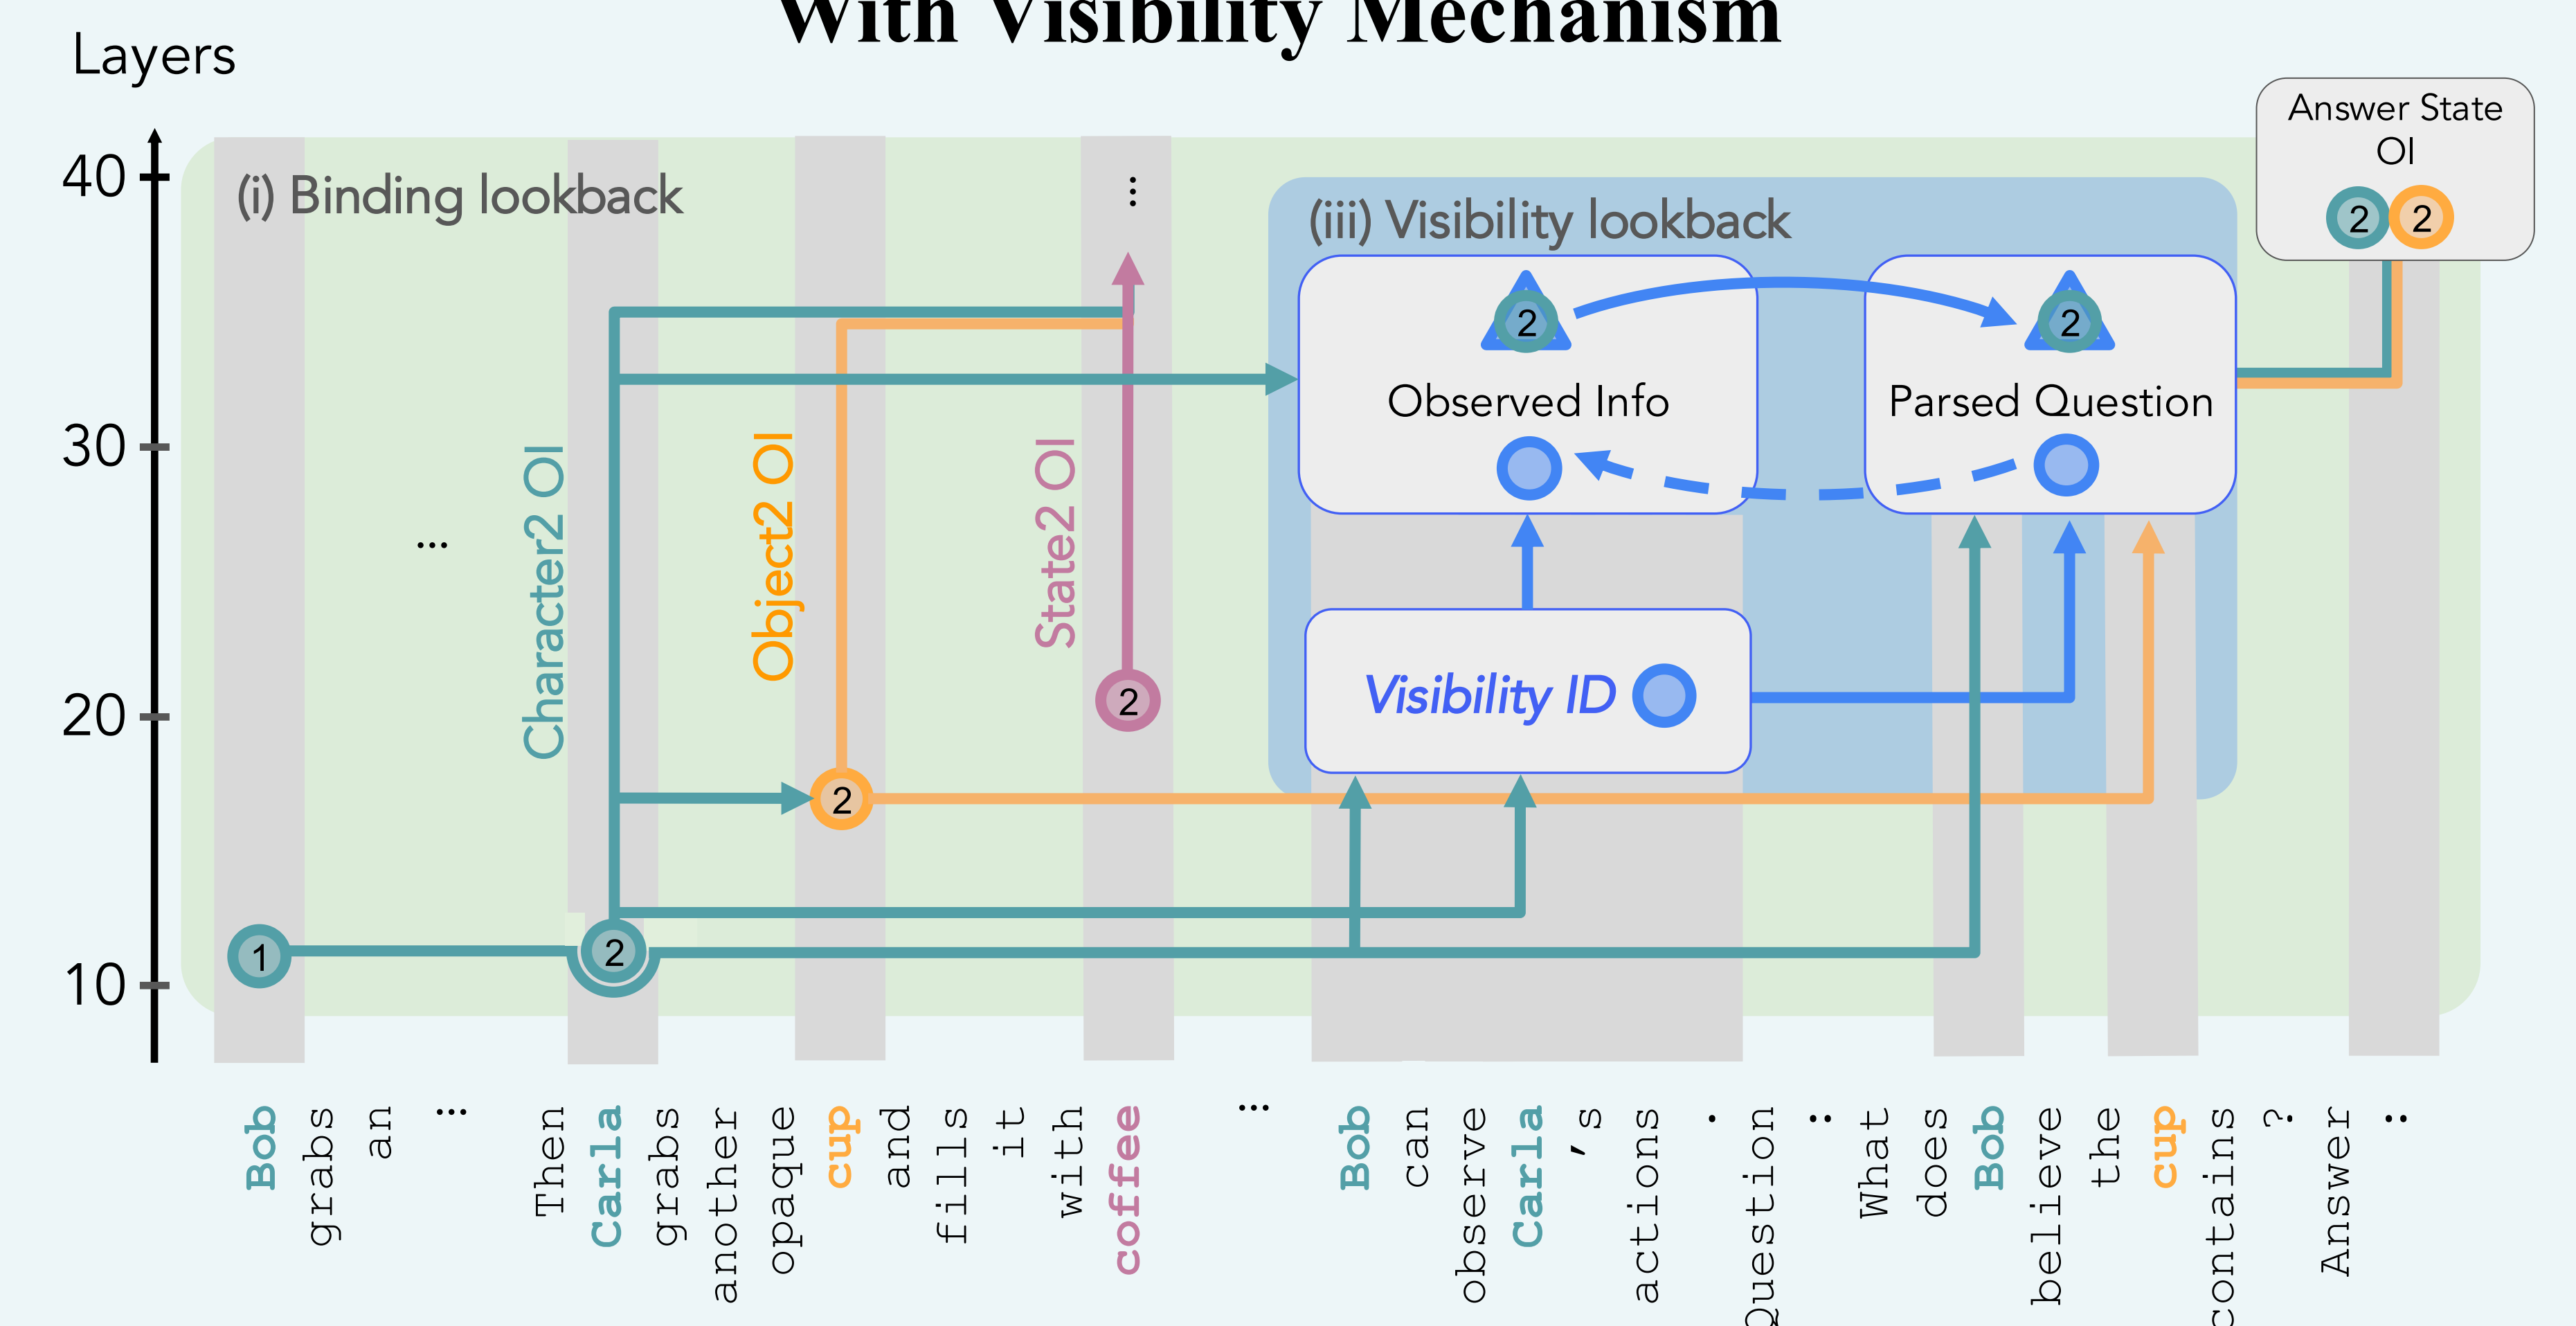 With Visibility Mechanism
Layers
Answer State
OI
2 2
40
(i) Binding lookback
...
(iii) Visibility lookback
2
2
Observed Info
Parsed Question
30
Character2 OI
Object2 OI
State2 OI
...
20
2
Visibility ID
2
10
1
2
Bob
grabs
an
...
Then
Carla
grabs
another
opaque
cup
and
fills
it
with
coffee
...
Bob
can
observe
Carla
's
actions
.
Question
:
What
does
Bob
believe
the
cup
contains
?
Answer
: